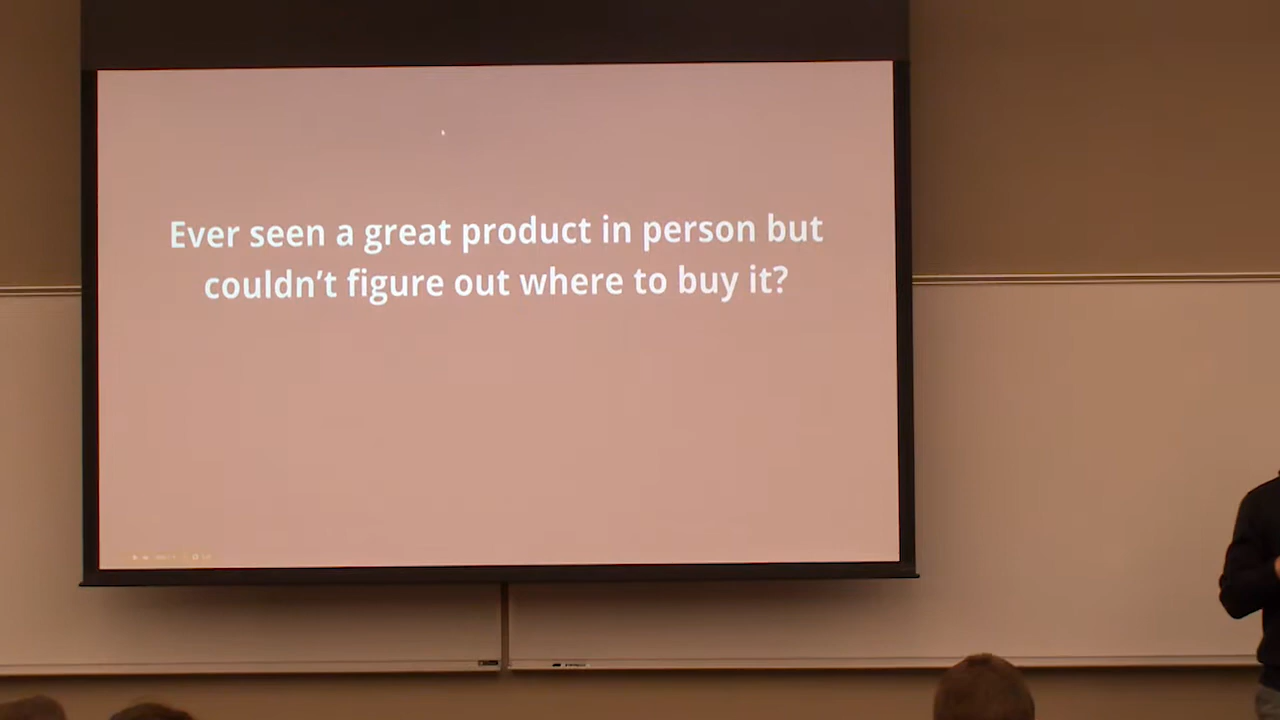 Ever seen a great product in person but
couldn’t figure out where to buy it?